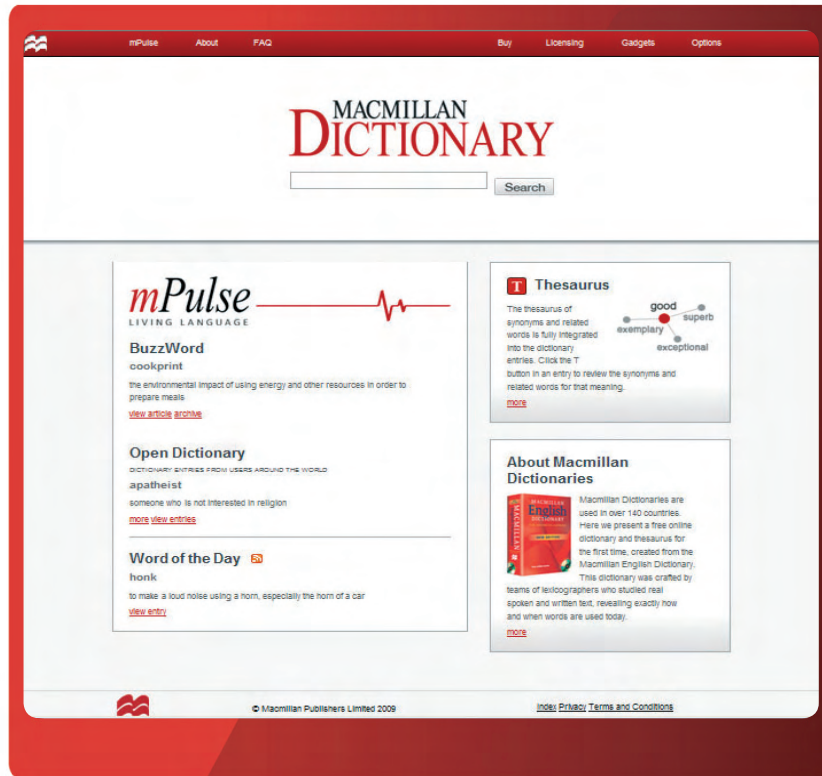 mPulse About FAQ Buy Licensing Gadgets Options
MACMILLAN
DICTIONARY
Search
mPulse
LIVING LANGUAGE
BuzzWord
cookprint
the environmental impact of using energy and other resources in order to
prepare meals
view article archive
Open Dictionary
DICTIONARY ENTRIES FROM USERS AROUND THE WORLD
apatheist
someone who is not interested in religion
more view entries
Word of the Day
honk
to make a loud noise using a horn, especially the horn of a car
view entry
T Thesaurus
The thesaurus of
synonyms and related
words is fully integrated
into the dictionary
entries. Click the T
button in an entry to review the synonyms and
related words for that meaning.
more
good
superb
exemplary
exceptional
About Macmillan
Dictionaries
MACMILLAN
MACMILLAN
English
DICTIONARY
Macmillan Dictionaries are
used in over 140 countries.
Here we present a free online
dictionary and thesaurus for
the first time, created from the
Macmillan English Dictionary.
This dictionary was crafted by
teams of lexicographers who studied real
spoken and written text, revealing exactly how
and when words are used today.
more
© Macmillan Publishers Limited 2009
Index Privacy Terms and Conditions